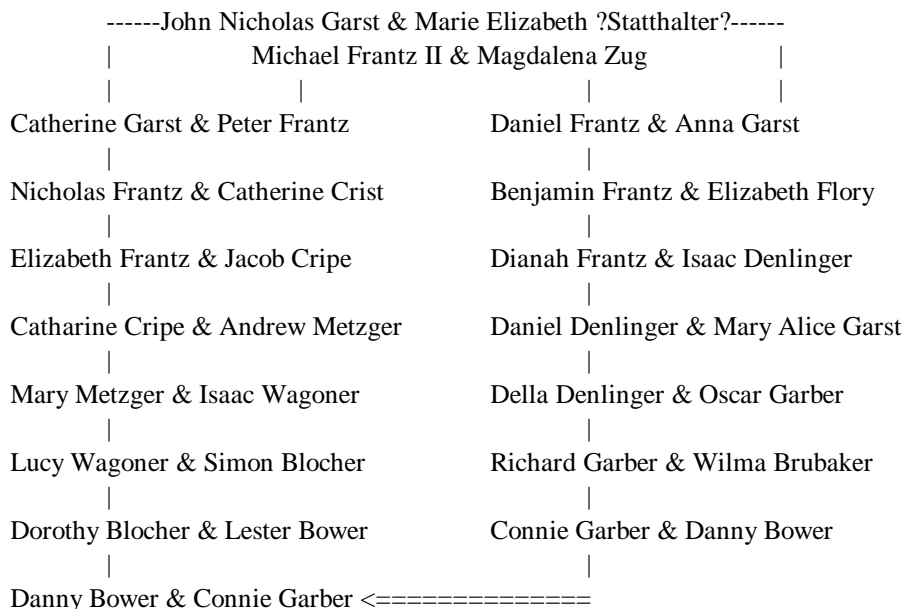 ------John Nicholas Garst & Marie Elizabeth ?Statthalter?------
| Michael Frantz II & Magdalena Zug |
| | | |
Catherine Garst & Peter Frantz Daniel Frantz & Anna Garst
| |
Nicholas Frantz & Catherine Crist Benjamin Frantz & Elizabeth Flory
| |
Elizabeth Frantz & Jacob Cripe Dianah Frantz & Isaac Denlinger
| |
Catharine Cripe & Andrew Metzger Daniel Denlinger & Mary Alice Garst
| |
Mary Metzger & Isaac Wagoner Della Denlinger & Oscar Garber
| |
Lucy Wagoner & Simon Blocher Richard Garber & Wilma Brubaker
| |
Dorothy Blocher & Lester Bower Connie Garber & Danny Bower
| |
Danny Bower & Connie Garber <==============